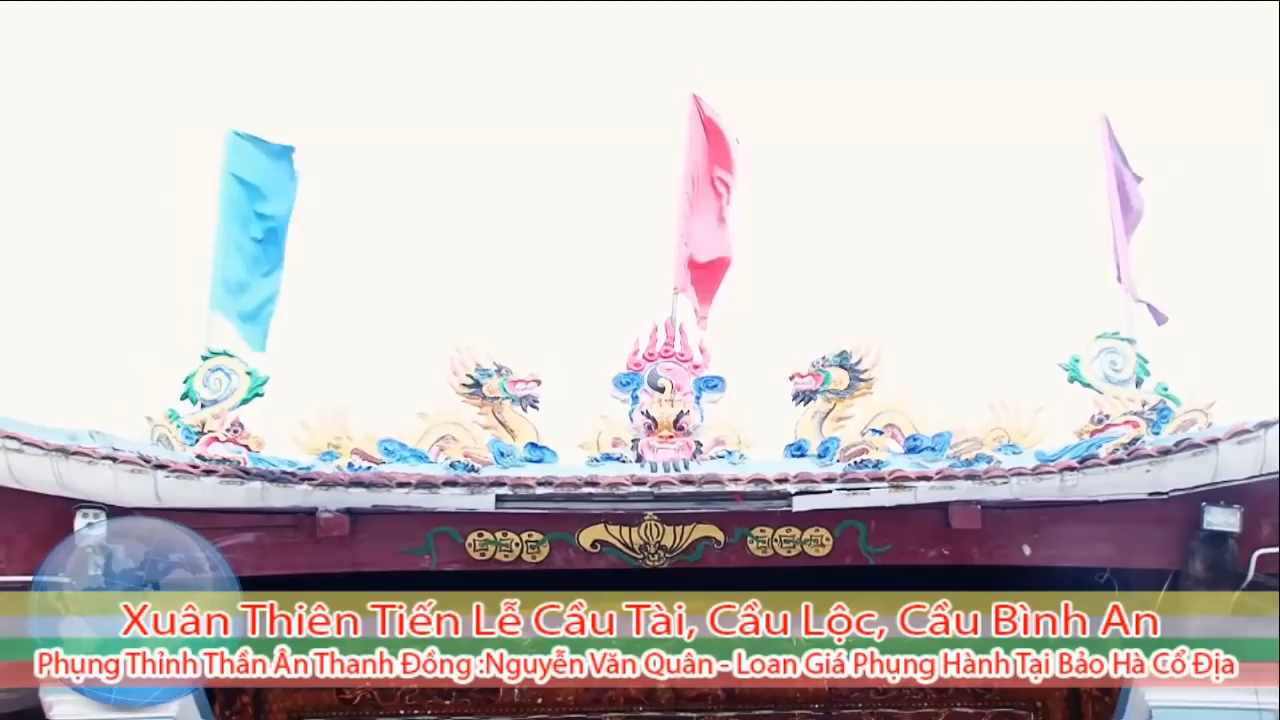 Xuân Thiên Tiến Lễ Cầu Tài, Cầu Lộc, Cầu Bình An
Phụng Thỉnh Thần Ân Thanh Đồng :Nguyễn Văn Quân - Loan Giá Phụng Hành Tại Bảo Hà Cổ Địa